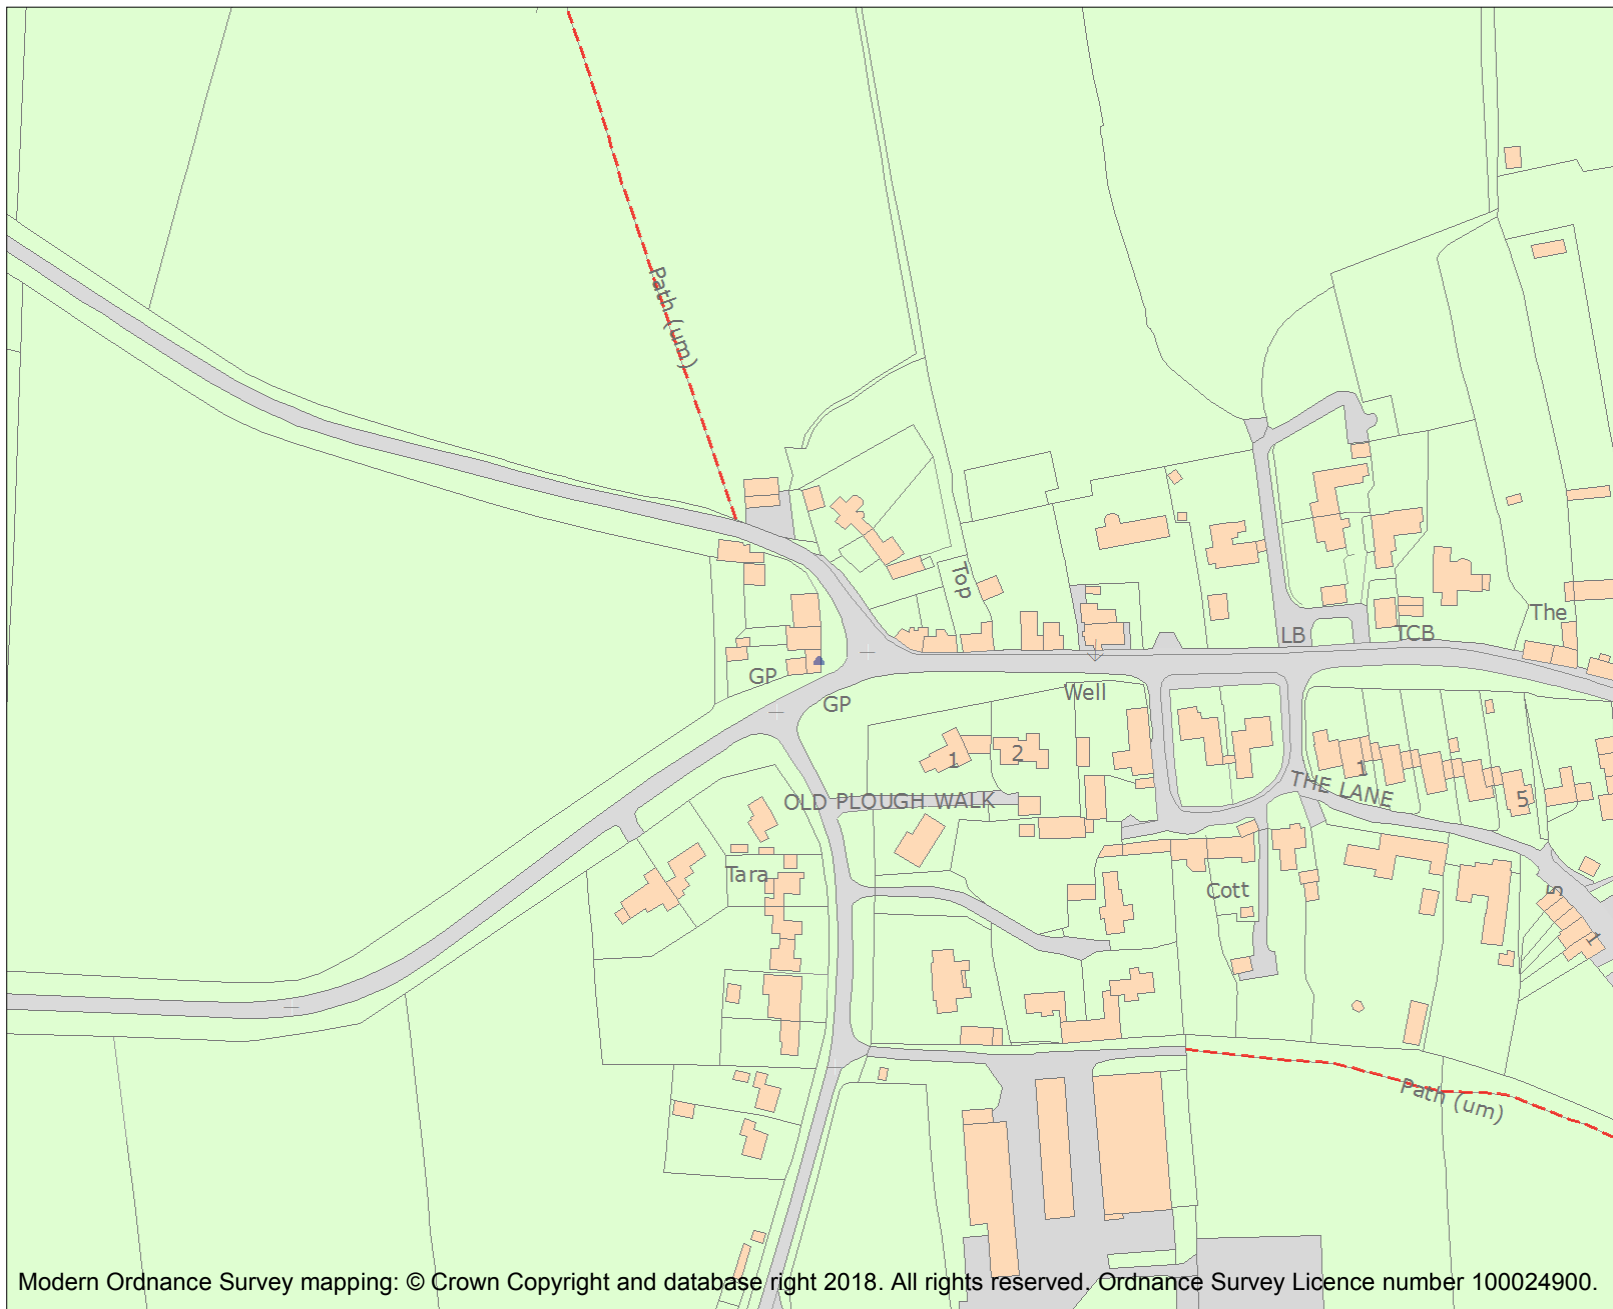 Path (um)
Top
The
LB
TCB
GP
Well
GP
1
2
1
THE LANE
OLD PLOUGH WALK
5
Tara
Cott
5
1
Path (um)
Modern Ordnance Survey mapping: © Crown Copyright and database right 2018. All rights reserved. Ordnance Survey Licence number 100024900.